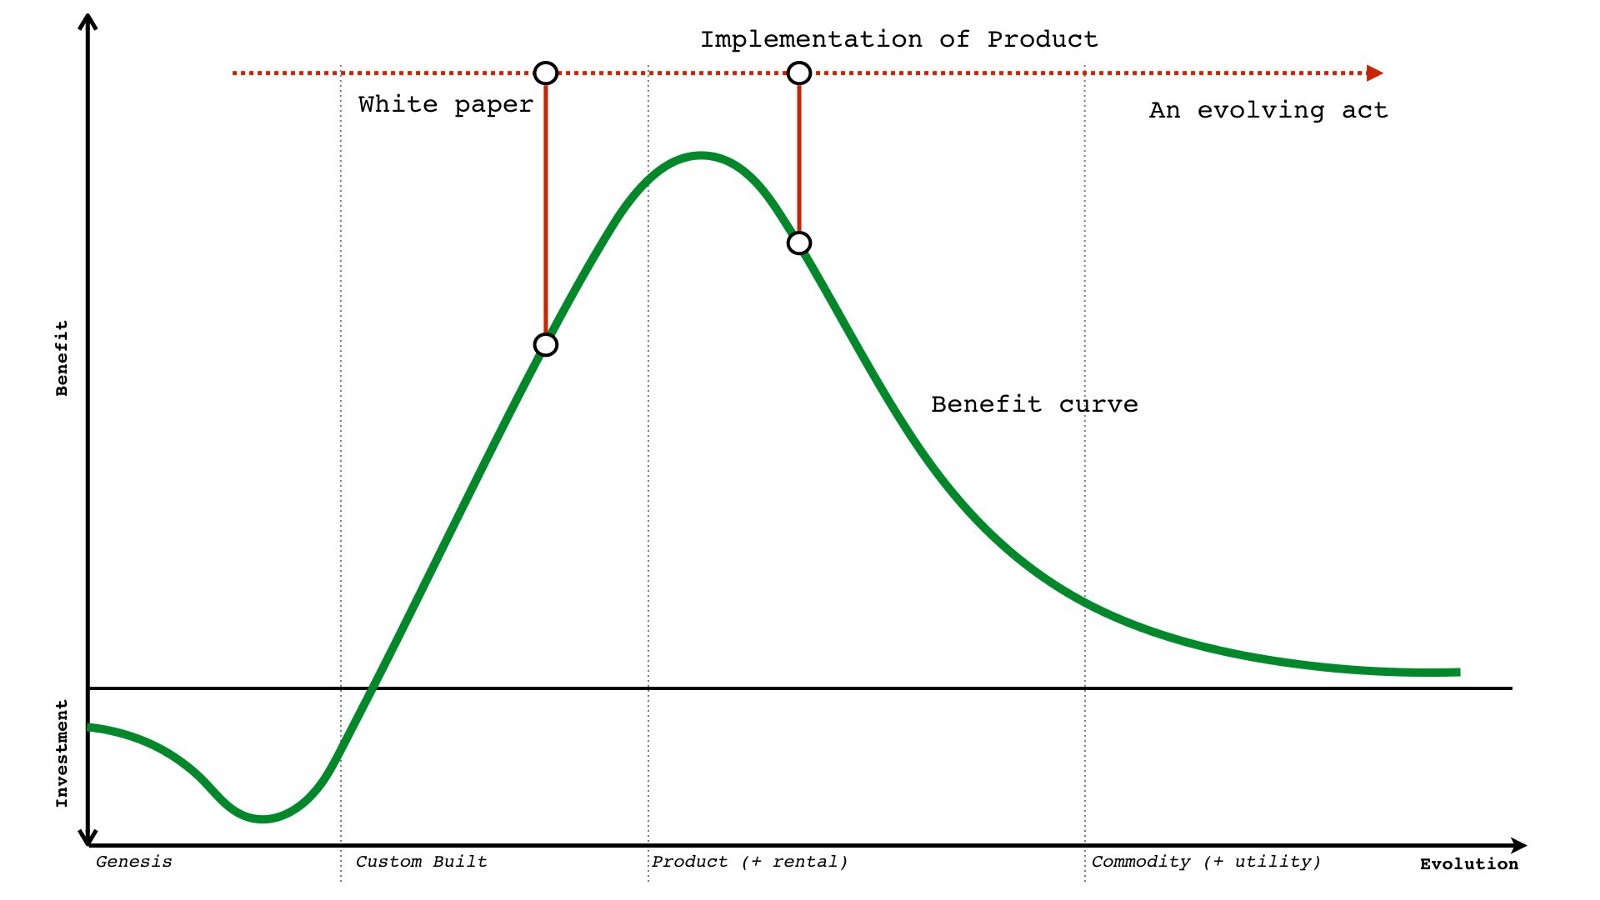 Implementation of Product
White paper
An evolving act
Benefit
Benefit curve
Investment
Genesis
Custom Built
Product (+ rental)
Commodity (+ utility)
Evolution